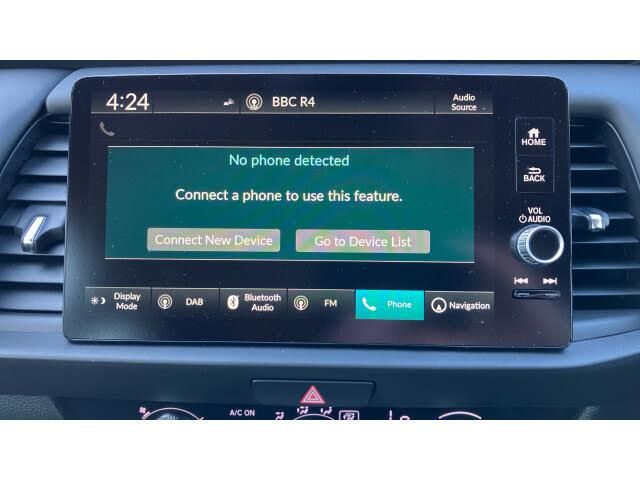 4:24
BBC R4
Audio
Source
HOME
No phone detected
BACK
Connect a phone to use this feature.
VOL
AUDIO
Connect New Device
Go to Device List
Display
Mode
DAB
Bluetooth
Audio
FM
Phone
Navigation
A/C ON